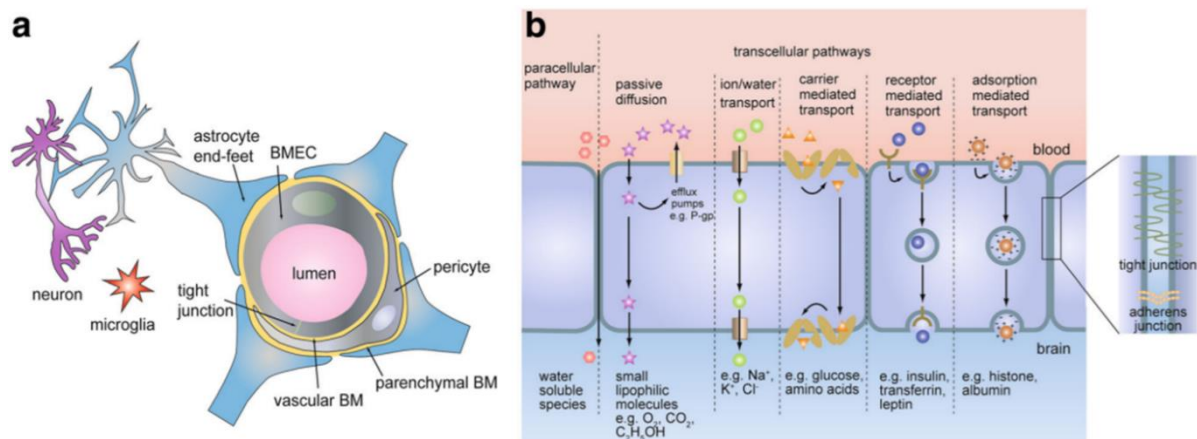 a
astrocyte
end-feet
BMEC
lumen
pericyte
tight
junction
neuron
microglia
parenchymal BM
vascular BM
b
transcellular pathways
paracellular
pathway
passive
diffusion
ion/water
transport
carrier
mediated
transport
receptor
mediated
transport
adsorption
mediated
transport
blood
efflux
pumps
e.g. P-gp
tight junction
adherens
junction
brain
water
soluble
species
small
lipophilic
molecules
e.g. O₂, CO₂,
C₂H₅OH
e.g. Na⁺,
K⁺, Cl⁻
e.g. glucose,
amino acids
e.g. insulin,
transferrin,
leptin
e.g. histone,
albumin